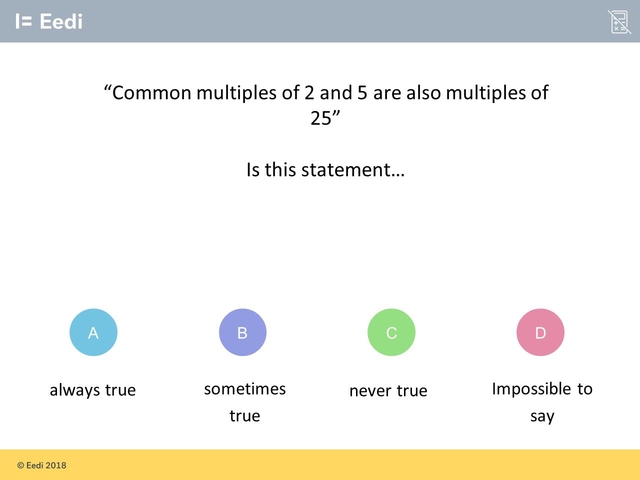 I= Eedi
“Common multiples of 2 and 5 are also multiples of
25”
Is this statement…
A
B
C
D
always true
sometimes
true
never true
Impossible to
say
© Eedi 2018